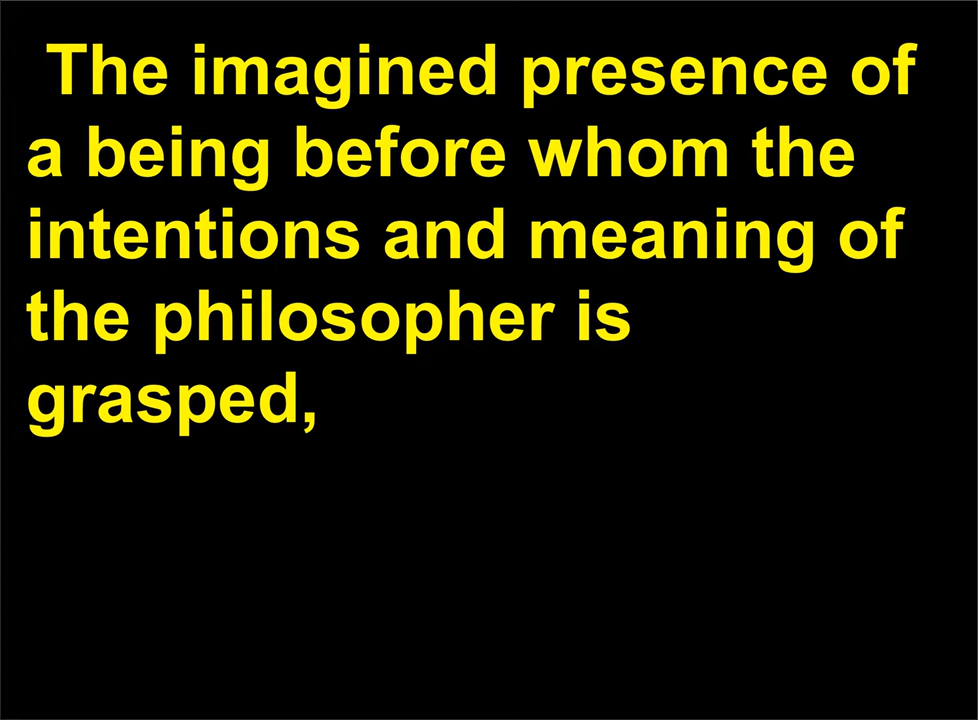 The imagined presence of
a being before whom the
intentions and meaning of
the philosopher is
grasped,